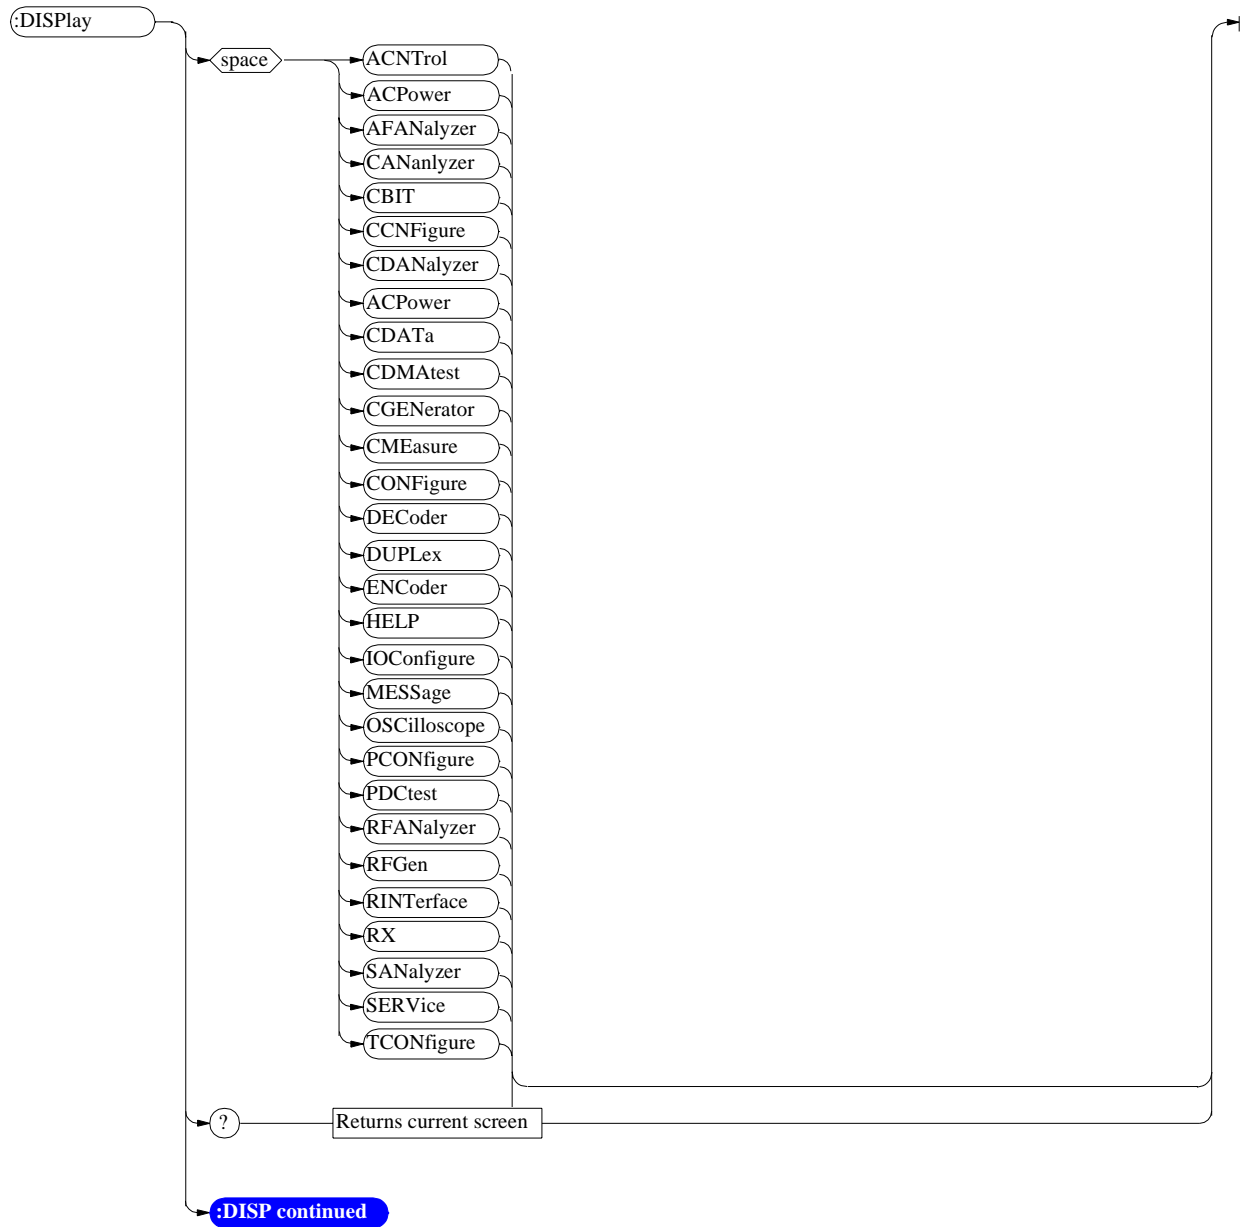 :DISPlay
space
ACNTrol
ACPower
AFANalyzer
CANanlyzer
CBIT
CCNFigure
CDANalyzer
ACPower
CDATa
CDMAtest
CGENerator
CMEasure
CONFigure
DECoder
DUPLex
ENCoder
HELP
IOConfigure
MESSage
OSCilloscope
PCONfigure
PDCtest
RFANalyzer
RFGen
RINTerface
RX
SANalyzer
SERVice
TCONfigure
? Returns current screen
:DISP continued